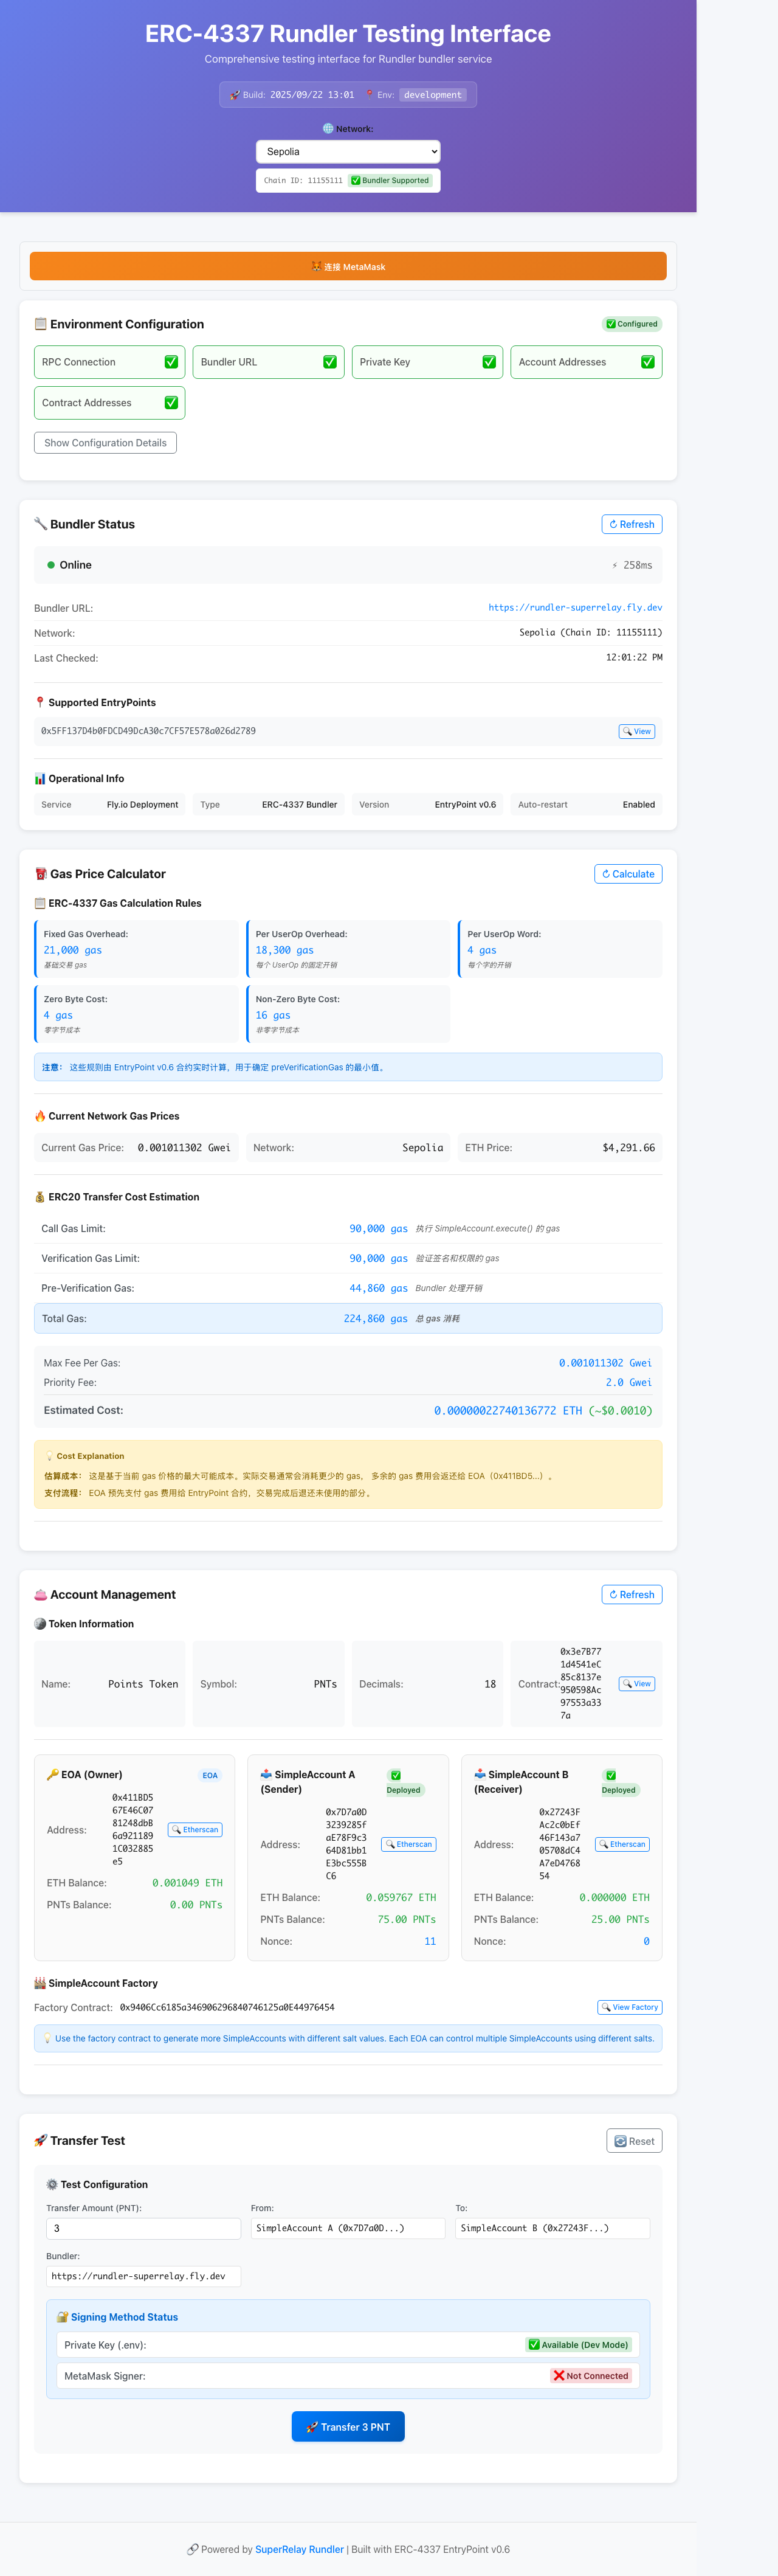 ERC-4337 Rundler Testing Interface
Comprehensive testing interface for Rundler bundler service
🚀 Build: 2025/09/22 13:01 📍 Env: development
🌐 Network:
Sepolia
Chain ID: 11155111 ✅ Bundler Supported
🦊 连接 MetaMask
📋 Environment Configuration
✅ Configured
RPC Connection ✅
Bundler URL ✅
Private Key ✅
Account Addresses ✅
Contract Addresses ✅
Show Configuration Details
🔧 Bundler Status
↻ Refresh
Online
⚡ 258ms
Bundler URL: https://rundler-superrelay.fly.dev
Network: Sepolia (Chain ID: 11155111)
Last Checked: 12:01:22 PM
📍 Supported EntryPoints
0x5FF137D4b0FDCD49DcA30c7CF57E578a026d2789 🔍 View
📊 Operational Info
Service Fly.io Deployment
Type ERC-4337 Bundler
Version EntryPoint v0.6
Auto-restart Enabled
⛽ Gas Price Calculator
↻ Calculate
📋 ERC-4337 Gas Calculation Rules
Fixed Gas Overhead:
21,000 gas
基础交易 gas
Per UserOp Overhead:
18,300 gas
每个 UserOp 的固定开销
Per UserOp Word:
4 gas
每个字的开销
Zero Byte Cost:
4 gas
零字节成本
Non-Zero Byte Cost:
16 gas
非零字节成本
注意： 这些规则由 EntryPoint v0.6 合约实时计算，用于确定 preVerificationGas 的最小值。
🔥 Current Network Gas Prices
Current Gas Price: 0.001011302 Gwei
Network: Sepolia
ETH Price: $4,291.66
💰 ERC20 Transfer Cost Estimation
Call Gas Limit: 90,000 gas 执行 SimpleAccount.execute() 的 gas
Verification Gas Limit: 90,000 gas 验证签名和权限的 gas
Pre-Verification Gas: 44,860 gas Bundler 处理开销
Total Gas: 224,860 gas 总 gas 消耗
Max Fee Per Gas: 0.001011302 Gwei
Priority Fee: 2.0 Gwei
Estimated Cost: 0.00000022740136772 ETH (~$0.0010)
💡 Cost Explanation
估算成本： 这是基于当前 gas 价格的最大可能成本。实际交易通常会消耗更少的 gas， 多余的 gas 费用会返还给 EOA（0x411BD5...）。
支付流程： EOA 预先支付 gas 费用给 EntryPoint 合约，交易完成后退还未使用的部分。
👛 Account Management
↻ Refresh
🪙 Token Information
Name: Points Token
Symbol: PNTs
Decimals: 18
Contract:
0x3e7B77
1d4541eC
85c8137e
950598Ac
97553a33
7a
🔍 View
🔑 EOA (Owner)
EOA
Address:
0x411BD5
67E46C07
81248dbB
6a921189
1C032885
e5
🔍 Etherscan
ETH Balance: 0.001049 ETH
PNTs Balance: 0.00 PNTs
📤 SimpleAccount A
(Sender)
✅
Deployed
Address:
0x7D7a0D
3239285f
aE78F9c3
64D81bb1
E3bc555B
C6
🔍 Etherscan
ETH Balance: 0.059767 ETH
PNTs Balance: 75.00 PNTs
Nonce: 11
📥 SimpleAccount B
(Receiver)
✅
Deployed
Address:
0x27243F
Ac2c0bEf
46F143a7
05708dC4
A7eD4768
54
🔍 Etherscan
ETH Balance: 0.000000 ETH
PNTs Balance: 25.00 PNTs
Nonce: 0
🏭 SimpleAccount Factory
Factory Contract: 0x9406Cc6185a346906296840746125a0E44976454 🔍 View Factory
💡 Use the factory contract to generate more SimpleAccounts with different salt values. Each EOA can control multiple SimpleAccounts using different salts.
🚀 Transfer Test
🔄 Reset
⚙️ Test Configuration
Transfer Amount (PNT):
3
From:
SimpleAccount A (0x7D7a0D...)
To:
SimpleAccount B (0x27243F...)
Bundler:
https://rundler-superrelay.fly.dev
🔐 Signing Method Status
Private Key (.env): ✅ Available (Dev Mode)
MetaMask Signer: ❌ Not Connected
🚀 Transfer 3 PNT
🔗 Powered by SuperRelay Rundler | Built with ERC-4337 EntryPoint v0.6